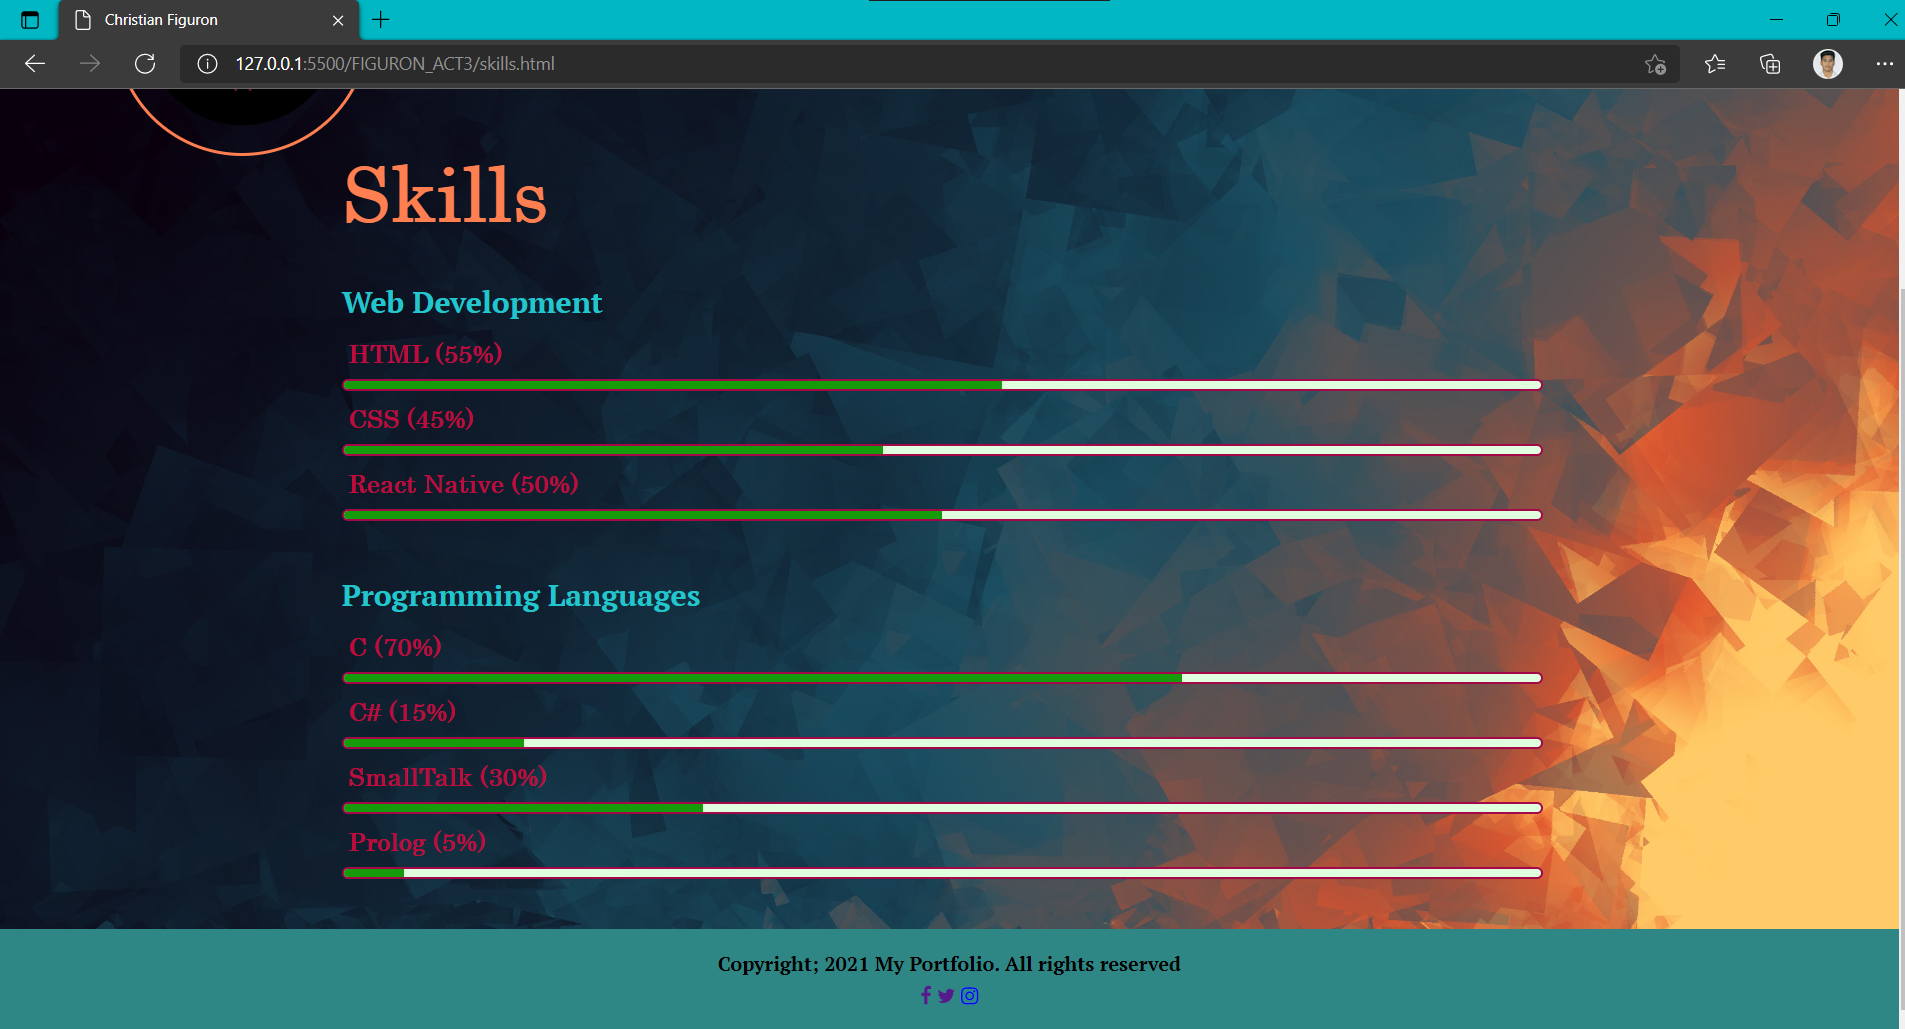 Christian Figuron
127.0.0.1:5500/FIGURON_ACT3/skills.html
Skills
Web Development
HTML (55%)
CSS (45%)
React Native (50%)
Programming Languages
C (70%)
C# (15%)
SmallTalk (30%)
Prolog (5%)
Copyright; 2021 My Portfolio. All rights reserved